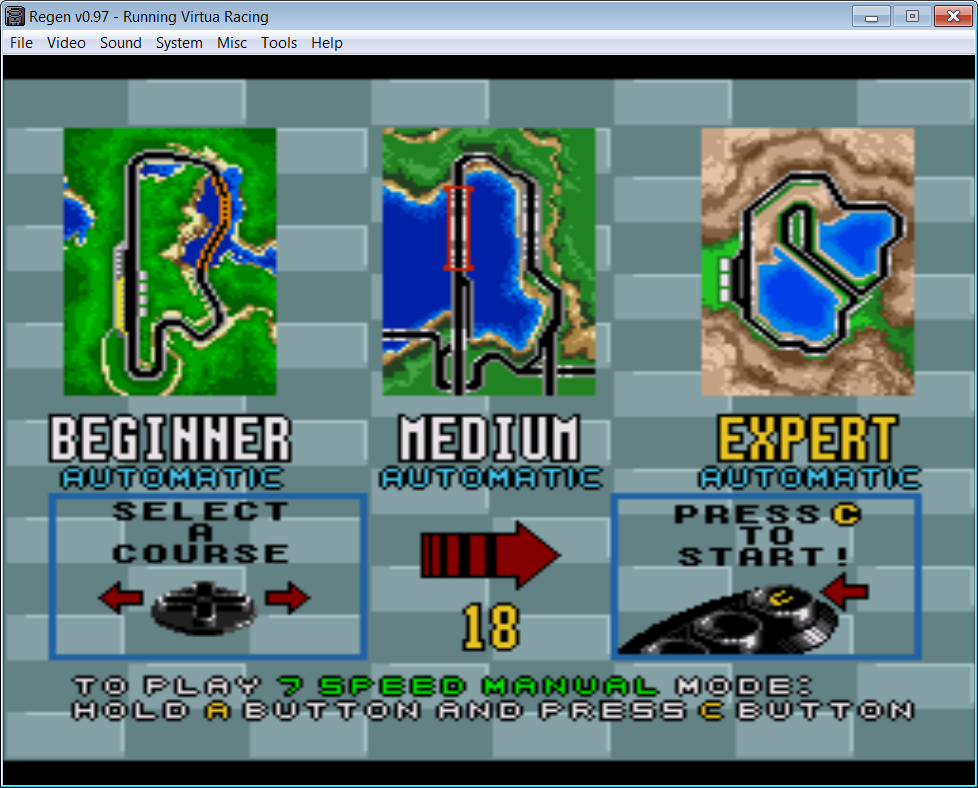 Regen v0.97 - Running Virtua Racing
File Video Sound System Misc Tools Help
BEGINNER MEDIUM EXPERT
AUTOMATIC AUTOMATIC AUTOMATIC
SELECT
A
COURSE
18
PRESS C
TO
START!
C
TO PLAY 7 SPEED MANUAL MODE:
HOLD A BUTTON AND PRESS C BUTTON